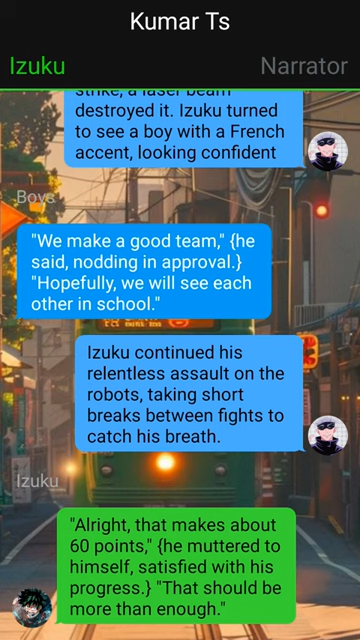 Kumar Ts
Izuku
Narrator
strike, a laser beam
destroyed it. Izuku turned
to see a boy with a French
accent, looking confident
Boys
"We make a good team," {he
said, nodding in approval.}
"Hopefully, we will see each
other in school."
Izuku continued his
relentless assault on the
robots, taking short
breaks between fights to
catch his breath.
Izuku
"Alright, that makes about
60 points," {he muttered to
himself, satisfied with his
progress.} "That should be
more than enough."